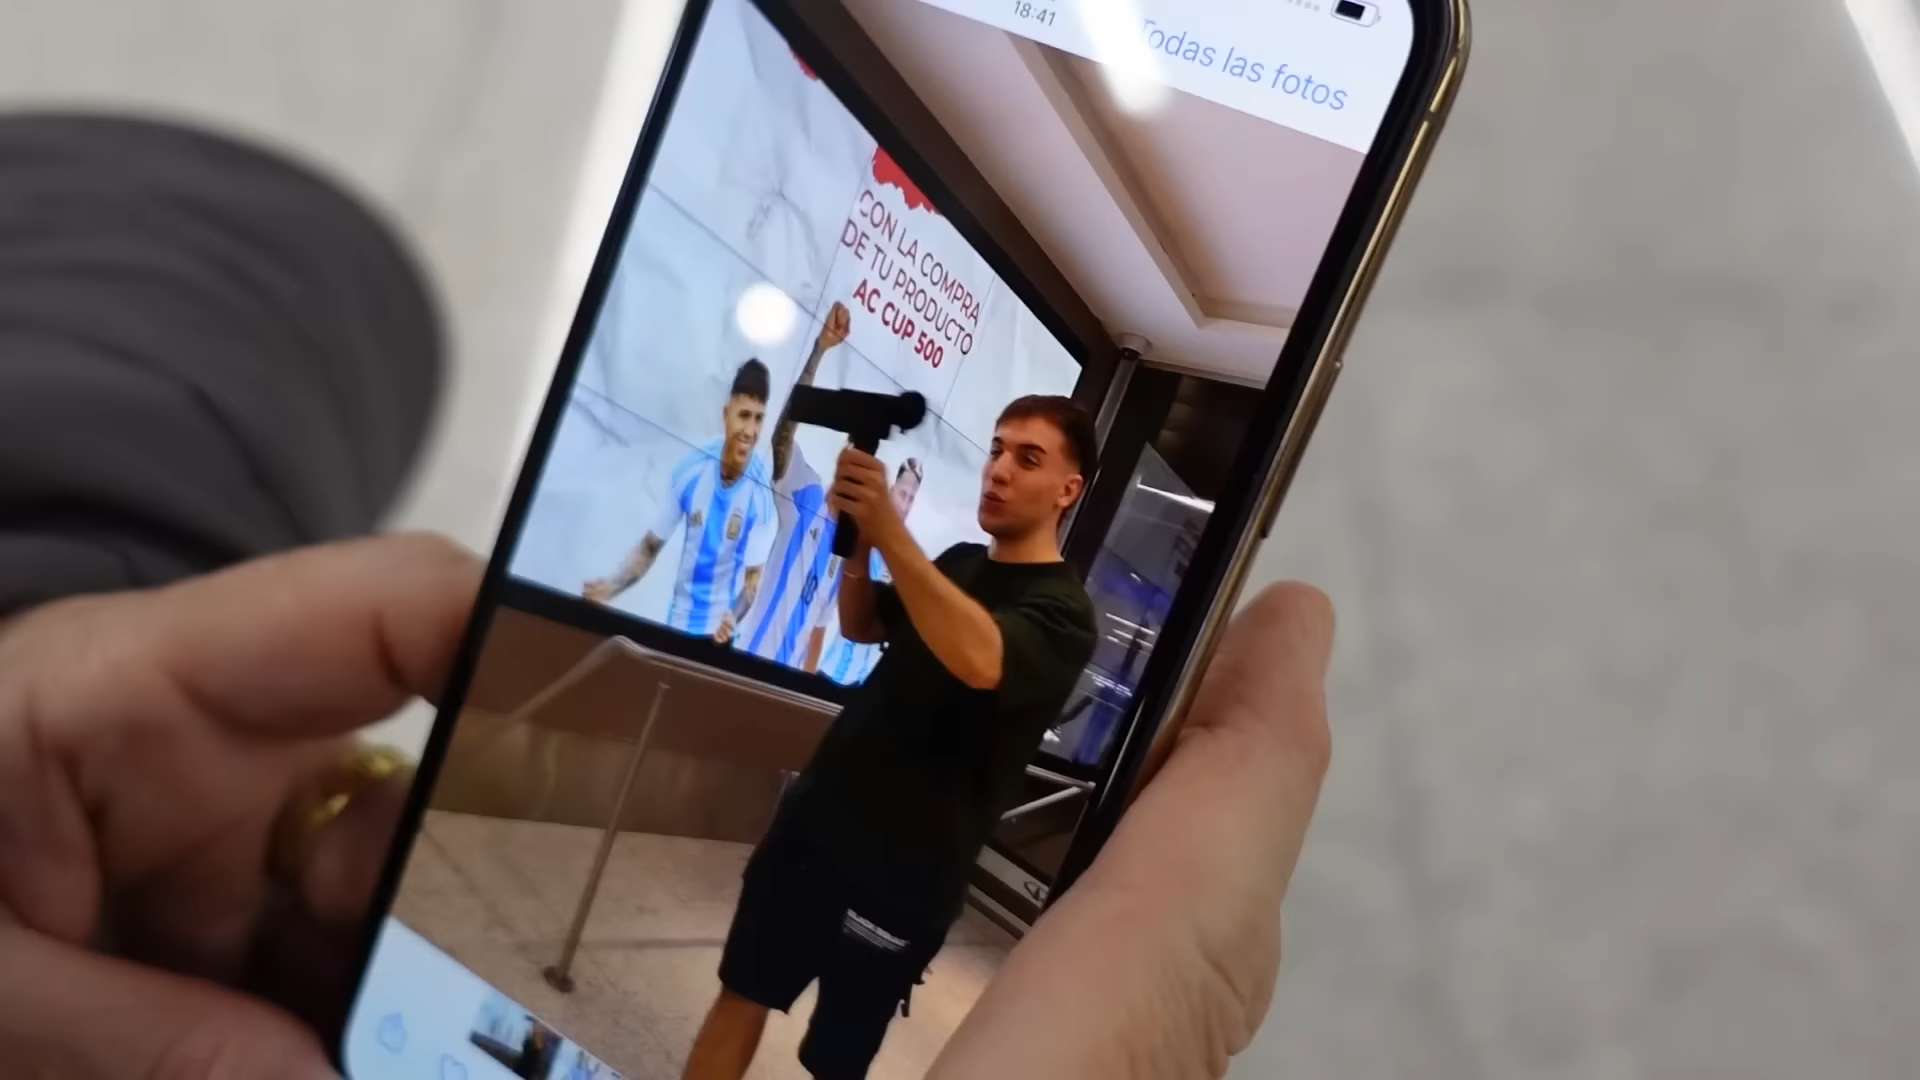 18:41
Todas las fotos
CON LA COMPRA
DE TU PRODUCTO
AC CUP 500